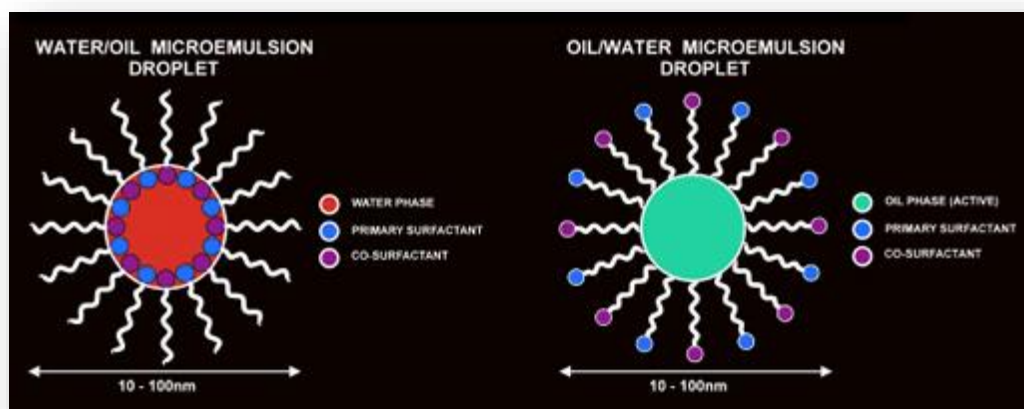 WATER/OIL MICROEMULSION
DROPLET
WATER PHASE
PRIMARY SURFACTANT
CO-SURFACTANT
10 - 100nm
OIL/WATER MICROEMULSION
DROPLET
OIL PHASE (ACTIVE)
PRIMARY SURFACTANT
CO-SURFACTANT
10 - 100nm